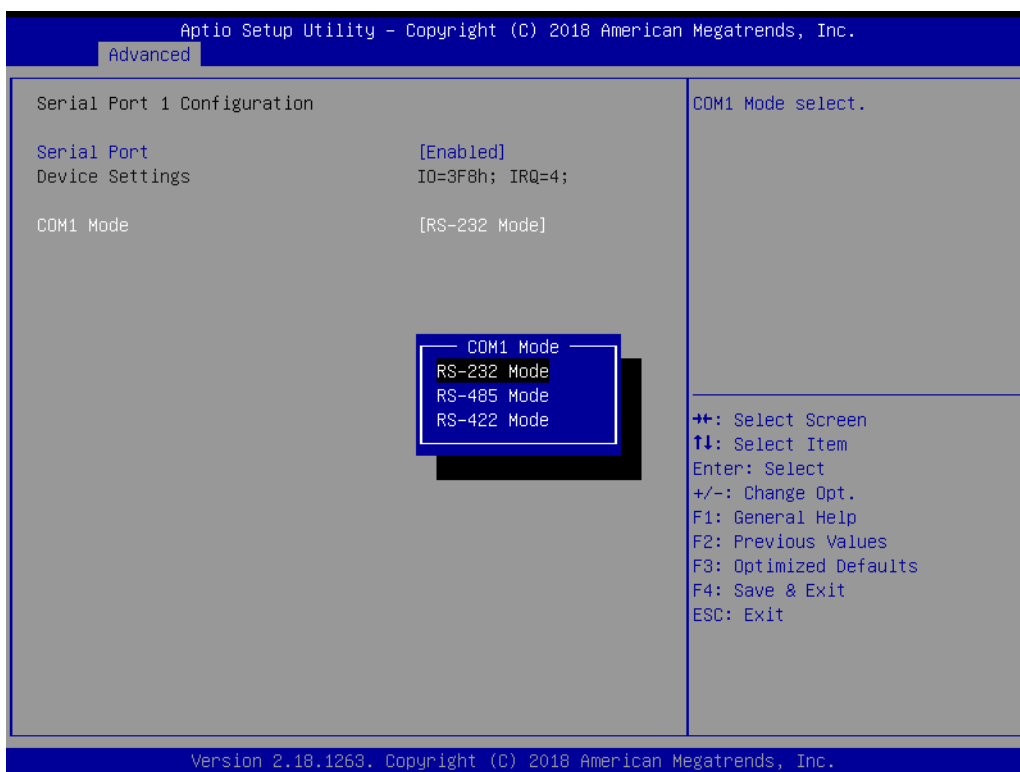 Aptio Setup Utility – Copyright (C) 2018 American Megatrends, Inc.
Advanced
Serial Port 1 Configuration
Serial Port [Enabled]
Device Settings IO=3F8h; IRQ=4;
COM1 Mode [RS-232 Mode]
COM1 Mode
RS-232 Mode
RS-485 Mode
RS-422 Mode
COM1 Mode select.
→←: Select Screen
↑↓: Select Item
Enter: Select
+/-: Change Opt.
F1: General Help
F2: Previous Values
F3: Optimized Defaults
F4: Save & Exit
ESC: Exit
Version 2.18.1263. Copyright (C) 2018 American Megatrends, Inc.